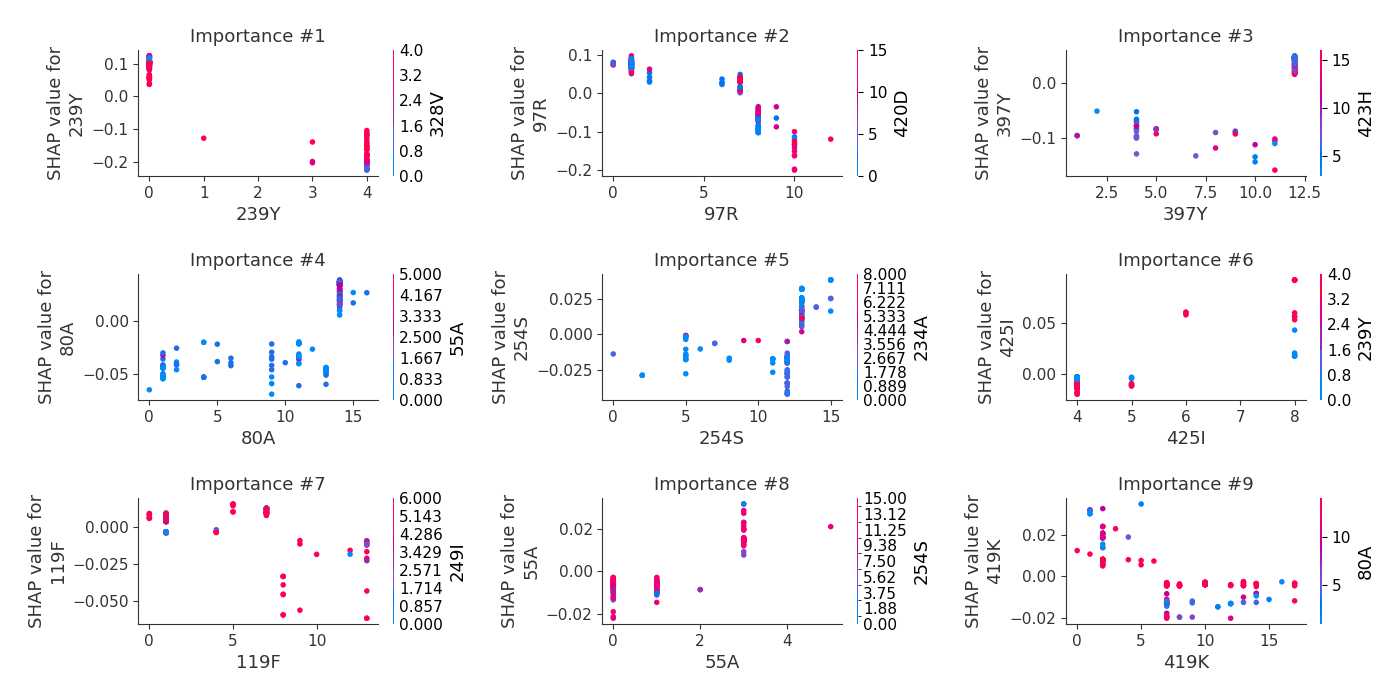 Importance #1
SHAP value for
239Y
0.1
0.0
−0.1
−0.2
0
1
2
3
4
239Y
4.0
3.2
2.4
1.6
0.8
0.0
328V
Importance #2
SHAP value for
97R
0.1
0.0
−0.1
−0.2
0
5
10
97R
15
10
5
0
420D
Importance #3
SHAP value for
397Y
0.0
−0.1
2.5
5.0
7.5
10.0
12.5
397Y
15
10
5
423H
Importance #4
SHAP value for
80A
0.00
−0.05
0
5
10
15
80A
5.000
4.167
3.333
2.500
1.667
0.833
0.000
55A
Importance #5
SHAP value for
254S
0.025
0.000
−0.025
0
5
10
15
254S
8.000
7.111
6.222
5.333
4.444
3.556
2.667
1.778
0.889
0.000
234A
Importance #6
SHAP value for
425I
0.05
0.00
4
5
6
7
8
425I
4.0
3.2
2.4
1.6
0.8
0.0
239Y
Importance #7
SHAP value for
119F
0.000
−0.025
−0.050
0
5
10
119F
6.000
5.143
4.286
3.429
2.571
1.714
0.857
0.000
249I
Importance #8
SHAP value for
55A
0.02
0.00
−0.02
0
2
4
55A
15.00
13.12
11.25
9.38
7.50
5.62
3.75
1.88
0.00
254S
Importance #9
SHAP value for
419K
0.02
0.00
−0.02
0
5
10
15
419K
10
5
80A